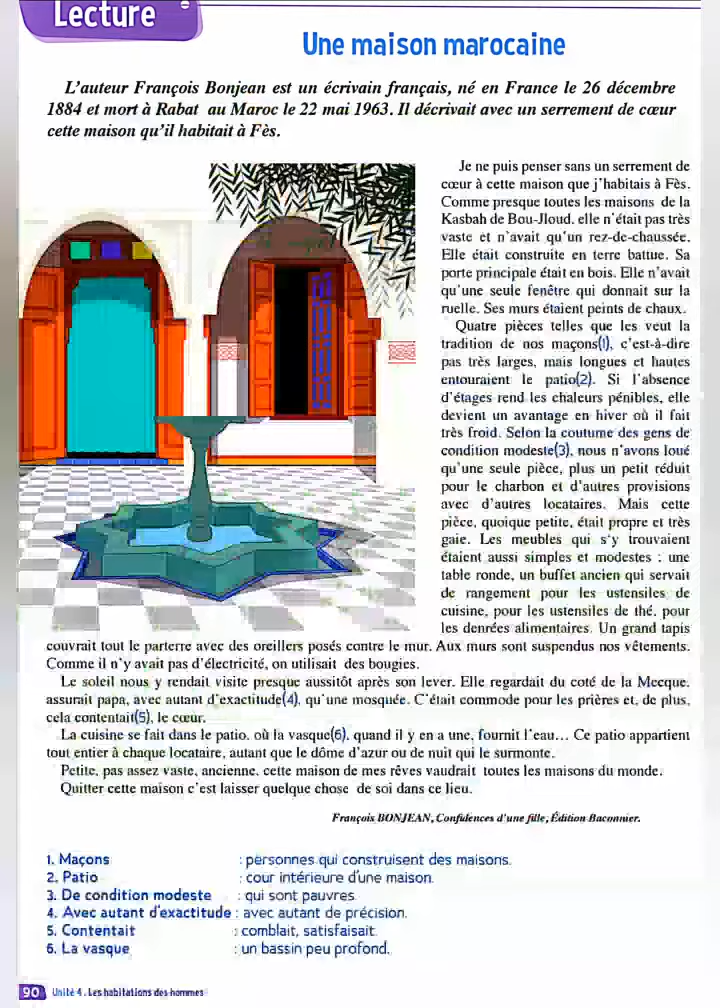 Lecture
Une maison marocaine
L'auteur François Bonjean est un écrivain français, né en France le 26 décembre
1884 et mort à Rabat au Maroc le 22 mai 1963. Il décrivait avec un serrement de cœur
cette maison qu'il habitait à Fès.
Je ne puis penser sans un serrement de
cœur à cette maison que j'habitais à Fès.
Comme presque toutes les maisons de la
Kasbah de Bou-Jloud, elle n'était pas très
vaste et n'avait qu'un rez-de-chaussée.
Elle était construite en terre battue. Sa
porte principale était en bois. Elle n'avait
qu'une seule fenêtre qui donnait sur la
ruelle. Ses murs étaient peints de chaux.
Quatre pièces telles que les veut la
tradition de nos maçons(1), c'est-à-dire
pas très larges, mais longues et hautes
entouraient le patio(2). Si l'absence
d'étages rend les chaleurs pénibles, elle
devient un avantage en hiver où il fait
très froid. Selon la coutume des gens de
condition modeste(3), nous n'avons loué
qu'une seule pièce, plus un petit réduit
pour le charbon et d'autres provisions
avec d'autres locataires. Mais cette
pièce, quoique petite, était propre et très
gaie. Les meubles qui s'y trouvaient
étaient aussi simples et modestes : une
table ronde, un buffet ancien qui servait
de rangement pour les ustensiles de
cuisine, pour les ustensiles de thé, pour
les denrées alimentaires. Un grand tapis
couvrait tout le parterre avec des oreillers posés contre le mur. Aux murs sont suspendus nos vêtements.
Comme il n'y avait pas d'électricité, on utilisait des bougies.
Le soleil nous y rendait visite presque aussitôt après son lever. Elle regardait du coté de la Mecque,
assurait papa, avec autant d'exactitude(4), qu'une mosquée. C'était commode pour les prières et, de plus,
cela contentait(5), le cœur.
La cuisine se fait dans le patio, où la vasque(6), quand il y en a une, fournit l'eau... Ce patio appartient
tout entier à chaque locataire, autant que le dôme d'azur ou de nuit qui le surmonte.
Petite, pas assez vaste, ancienne, cette maison de mes rêves vaudrait toutes les maisons du monde.
Quitter cette maison c'est laisser quelque chose de soi dans ce lieu.
François BONJEAN, Confidences d'une fille, Édition Baconnier.
1. Maçons : personnes qui construisent des maisons.
2. Patio : cour intérieure d'une maison.
3. De condition modeste : qui sont pauvres
4. Avec autant d'exactitude : avec autant de précision.
5. Contentait : comblait, satisfaisait.
6. La vasque : un bassin peu profond.
90 Unité 4 . Les habitations des hommes